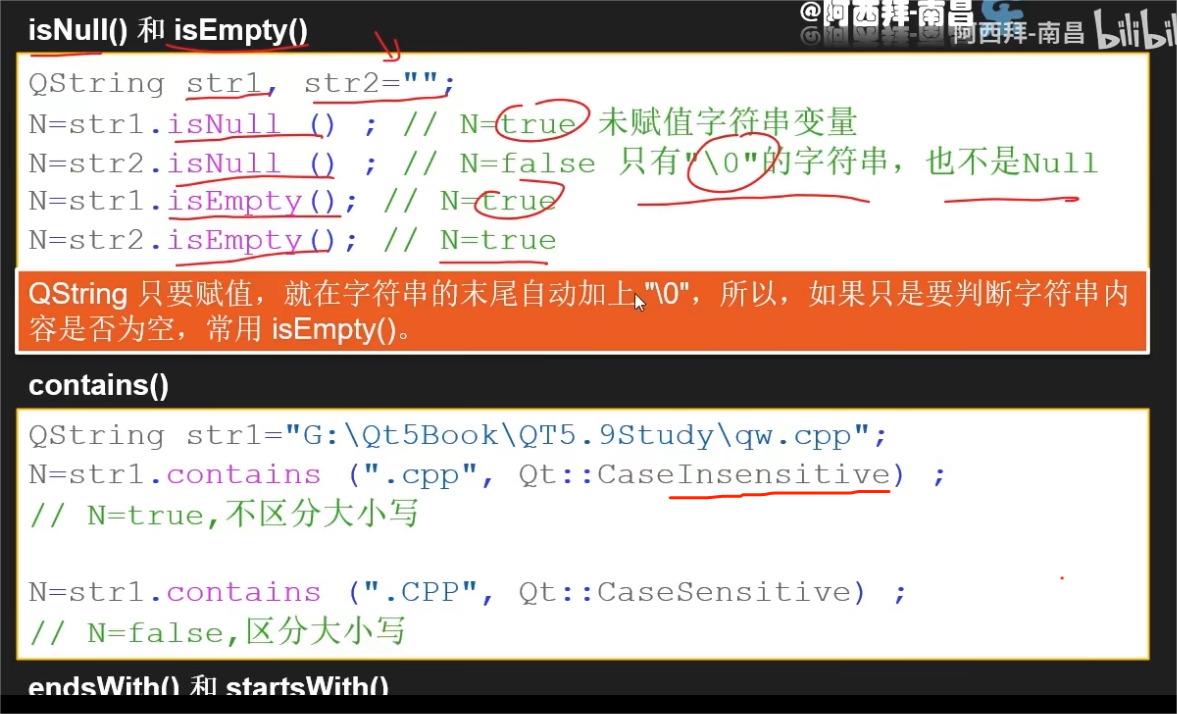 @阿西拜-南昌
阿西拜-南昌 bilibili
isNull() 和 isEmpty()
QString str1, str2="";
N=str1.isNull () ; // N=true 未赋值字符串变量
N=str2.isNull () ; // N=false 只有"\0"的字符串，也不是Null
N=str1.isEmpty(); // N=true
N=str2.isEmpty(); // N=true
QString 只要赋值，就在字符串的末尾自动加上 "\0"，所以，如果只是要判断字符串内
容是否为空，常用 isEmpty()。
contains()
QString str1="G:\Qt5Book\QT5.9Study\qw.cpp";
N=str1.contains (".cpp", Qt::CaseInsensitive) ;
// N=true,不区分大小写
N=str1.contains (".CPP", Qt::CaseSensitive) ;
// N=false,区分大小写
endsWith() 和 startsWith()